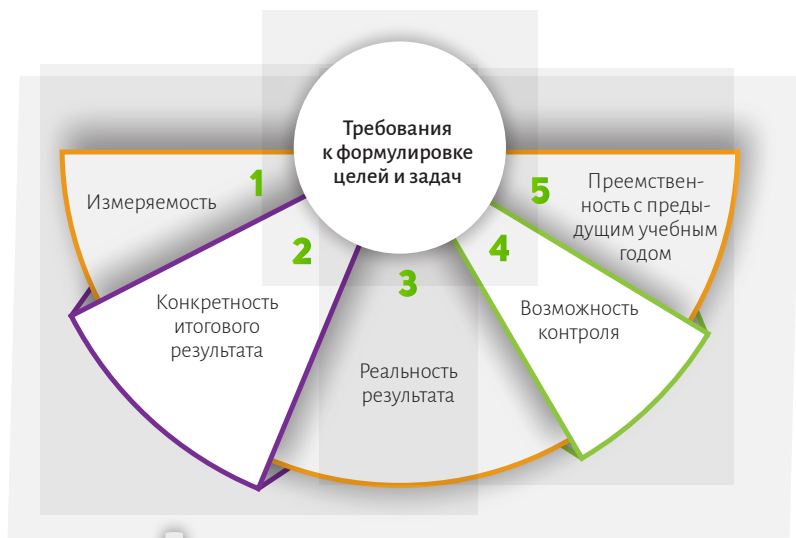 Требования
к формулировке
целей и задач
1
Измеряемость
2
Конкретность
итогового
результата
3
Реальность
результата
4
Возможность
контроля
5
Преемствен-
ность с преды-
дущим учебным
годом